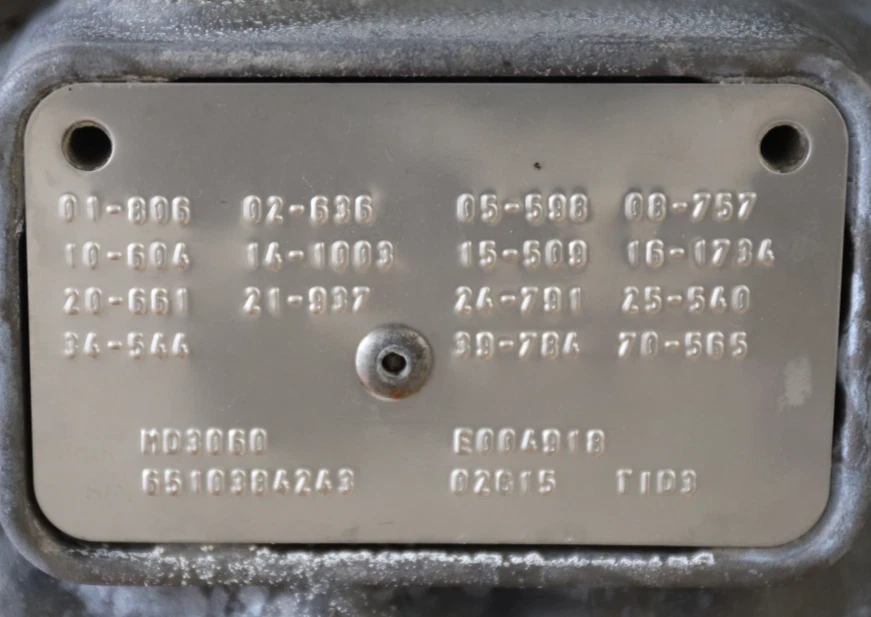 01-806 02-636 05-598 08-757
10-604 14-1003 15-509 16-1734
20-661 21-937 24-791 25-540
34-544 39-784 70-565
MD3060 E004918
6510384243 02G15 TID3